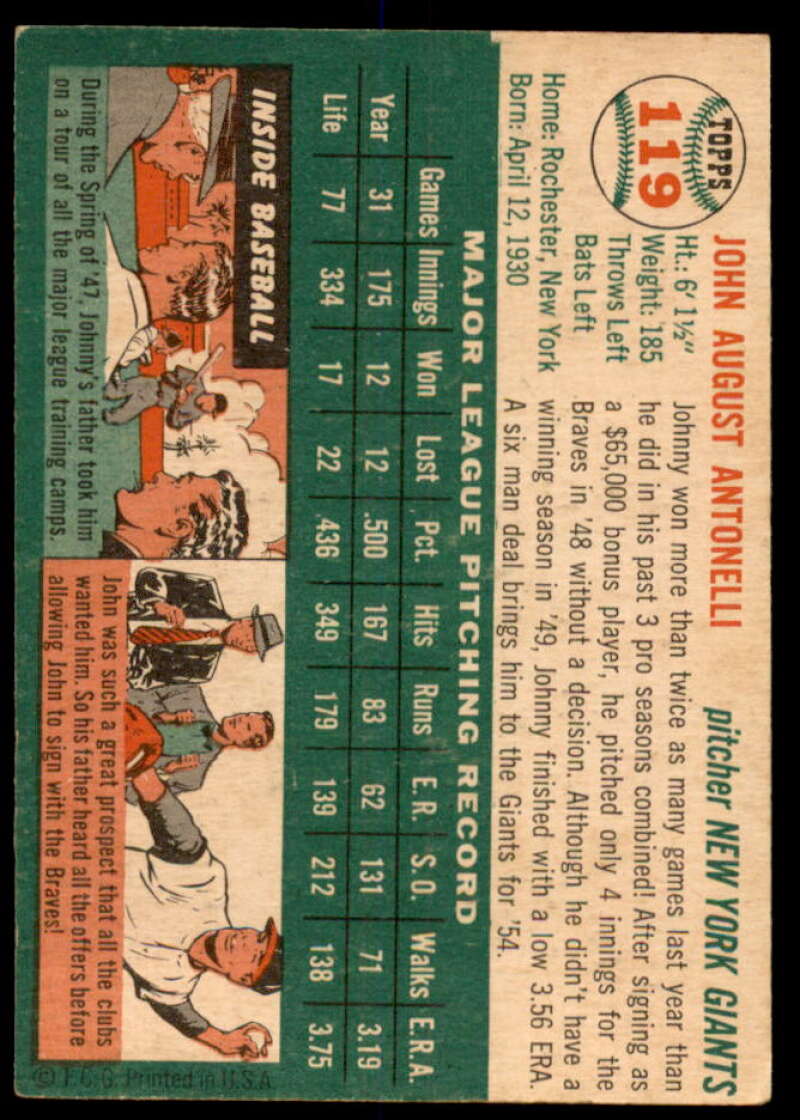 TOPPS
119
JOHN AUGUST ANTONELLI
pitcher NEW YORK GIANTS
Ht.: 6' 1½"
Weight: 185
Throws Left
Bats Left
Home: Rochester, New York
Born: April 12, 1930
Johnny won more than twice as many games last year than
he did in his past 3 pro seasons combined! After signing as
a $65,000 bonus player, he pitched only 4 innings for the
Braves in '48 without a decision. Although he didn't have a
winning season in '49, Johnny finished with a low 3.56 ERA.
A six man deal brings him to the Giants for '54.
MAJOR LEAGUE PITCHING RECORD
Games Innings Won Lost Pct. Hits Runs E.R. S.O. Walks E.R.A.
Year 31 175 12 12 .500 167 83 62 131 71 3.19
Life 77 334 17 22 .436 349 179 139 212 138 3.75
INSIDE BASEBALL
During the Spring of '47, Johnny's father took him
on a tour of all the major league training camps.
John was such a great prospect that all the clubs
wanted him. So his father heard all the offers before
allowing John to sign with the Braves!
© T.C.G. Printed in U.S.A.